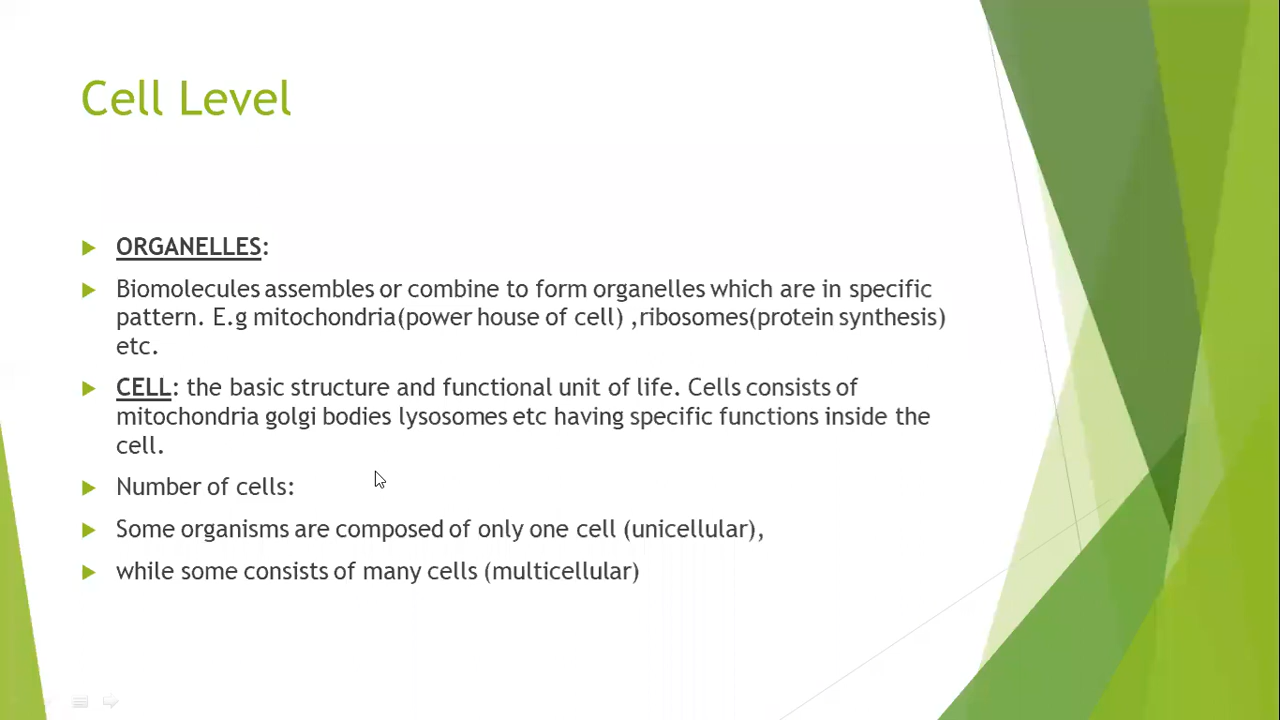 Cell Level
ORGANELLES:
Biomolecules assembles or combine to form organelles which are in specific
pattern. E.g mitochondria(power house of cell) ,ribosomes(protein synthesis)
etc.
CELL: the basic structure and functional unit of life. Cells consists of
mitochondria golgi bodies lysosomes etc having specific functions inside the
cell.
Number of cells:
Some organisms are composed of only one cell (unicellular),
while some consists of many cells (multicellular)